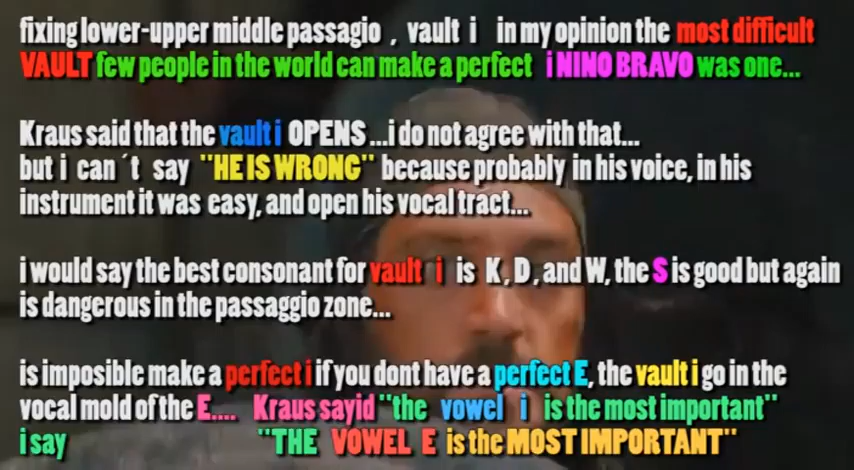 fixing lower-upper middle passagio , vault i in my opinion the most difficult
VAULT few people in the world can make a perfect i NINO BRAVO was one...
Kraus said that the vault i OPENS ...i do not agree with that...
but i can´t say "HE IS WRONG" because probably in his voice, in his
instrument it was easy, and open his vocal tract...
i would say the best consonant for vault i is K, D, and W, the S is good but again
is dangerous in the passaggio zone...
is imposible make a perfect i if you dont have a perfect E, the vault i go in the
vocal mold of the E.... Kraus sayid "the vowel i is the most important"
i say "THE VOWEL E is the MOST IMPORTANT"